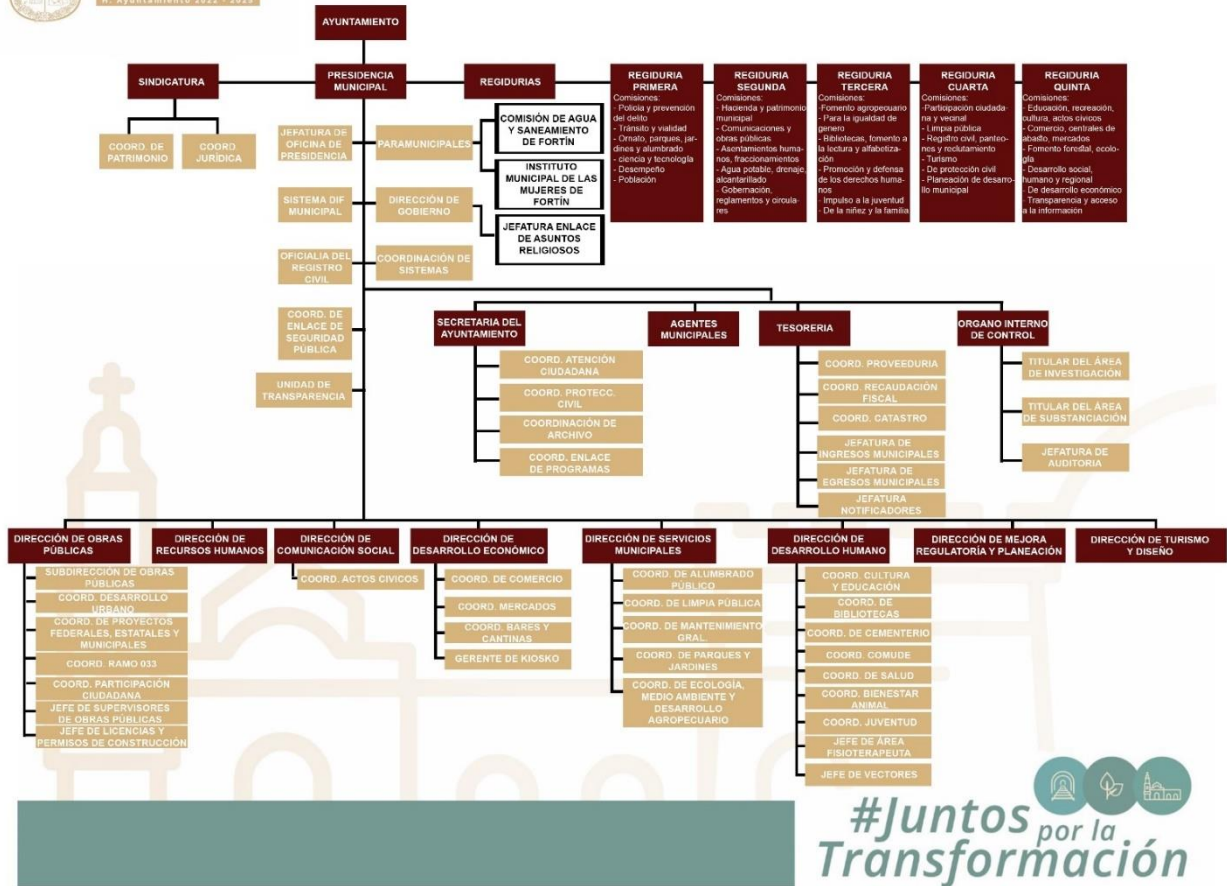 H. Ayuntamiento 2022 - 2025
AYUNTAMIENTO
SINDICATURA
PRESIDENCIA
MUNICIPAL
REGIDURIAS
REGIDURIA
PRIMERA
Comisiones:
- Policía y prevención
del delito
- Tránsito y vialidad
- Ornato, parques, jar-
dines y alumbrado
- ciencia y tecnología
- Desempeño
- Población
REGIDURIA
SEGUNDA
Comisiones:
- Hacienda y patrimonio
municipal
- Comunicaciones y
obras públicas
- Asentamientos huma-
nos, fraccionamientos
- Agua potable, drenaje,
alcantarillado
- Gobernación,
reglamentos y circula-
res
REGIDURIA
TERCERA
Comisiones:
-Fomento agropecuario
- Para la igualdad de
genero
- Bibliotecas, fomento a
la lectura y alfabetiza-
ción
- Promoción y defensa
de los derechos huma-
nos
- Impulso a la juventud
- De la niñez y la familia
REGIDURIA
CUARTA
Comisiones:
-Participación ciudada-
na y vecinal
- Limpia pública
- Registro civil, panteo-
nes y reclutamiento
- Turismo
- De protección civil
- Planeación de desarro-
llo municipal
REGIDURIA
QUINTA
Comisiones:
- Educación, recreación,
cultura, actos cívicos
- Comercio, centrales de
abasto, mercados
- Fomento forestal, ecolo-
gía
- Desarrollo social,
humano y regional
- De desarrollo económico
- Transparencia y acceso
a la información
COORD. DE
PATRIMONIO
COORD.
JURÍDICA
JEFATURA DE
OFICINA DE
PRESIDENCIA
PARAMUNICIPALES
COMISIÓN DE AGUA
Y SANEAMIENTO
DE FORTÍN
INSTITUTO
MUNICIPAL DE LAS
MUJERES DE
FORTÍN
SISTEMA DIF
MUNICIPAL
DIRECCIÓN DE
GOBIERNO
JEFATURA ENLACE
DE ASUNTOS
RELIGIOSOS
OFICIALIA DEL
REGISTRO
CIVIL
COORDINACIÓN DE
SISTEMAS
COORD. DE
ENLACE DE
SEGURIDAD
PÚBLICA
UNIDAD DE
TRANSPARENCIA
SECRETARIA DEL
AYUNTAMIENTO
AGENTES
MUNICIPALES
TESORERIA
ORGANO INTERNO
DE CONTROL
COORD. ATENCIÓN
CIUDADANA
COORD. PROTECC.
CIVIL
COORDINACIÓN DE
ARCHIVO
COORD. ENLACE
DE PROGRAMAS
COORD. PROVEEDURIA
COORD. RECAUDACIÓN
FISCAL
COORD. CATASTRO
JEFATURA DE
INGRESOS MUNICIPALES
JEFATURA DE
EGRESOS MUNICIPALES
JEFATURA
NOTIFICADORES
TITULAR DEL ÁREA
DE INVESTIGACIÓN
TITULAR DEL ÁREA
DE SUBSTANCIACIÓN
JEFATURA DE
AUDITORIA
DIRECCIÓN DE OBRAS
PÚBLICAS
DIRECCIÓN DE
RECURSOS HUMANOS
DIRECCIÓN DE
COMUNICACIÓN SOCIAL
DIRECCIÓN DE
DESARROLLO ECONÓMICO
DIRECCIÓN DE SERVICIOS
MUNICIPALES
DIRECCIÓN DE
DESARROLLO HUMANO
DIRECCIÓN DE MEJORA
REGULATORÍA Y PLANEACIÓN
DIRECCIÓN DE TURISMO
Y DISEÑO
SUBDIRECCIÓN DE OBRAS
PÚBLICAS
COORD. DESARROLLO
URBANO
COORD. DE PROYECTOS
FEDERALES, ESTATALES Y
MUNICIPALES
COORD. RAMO 033
COORD. PARTICIPACIÓN
CIUDADANA
JEFE DE SUPERVISORES
DE OBRAS PÚBLICAS
JEFE DE LICENCIAS Y
PERMISOS DE CONSTRUCCIÓN
COORD. ACTOS CIVICOS
COORD. DE COMERCIO
COORD. MERCADOS
COORD. BARES Y
CANTINAS
GERENTE DE KIOSKO
COORD. DE ALUMBRADO
PÚBLICO
COORD. DE LIMPIA PÚBLICA
COORD. DE MANTENIMIENTO
GRAL.
COORD. DE PARQUES Y
JARDINES
COORD. DE ECOLOGÍA,
MEDIO AMBIENTE Y
DESARROLLO
AGROPECUARIO
COORD. CULTURA
Y EDUCACIÓN
COORD. DE
BIBLIOTECAS
COORD. DE CEMENTERIO
COORD. COMUDE
COORD. DE SALUD
COORD. BIENESTAR
ANIMAL
COORD. JUVENTUD
JEFE DE ÁREA
FISIOTERAPEUTA
JEFE DE VECTORES
#Juntos por la
Transformación